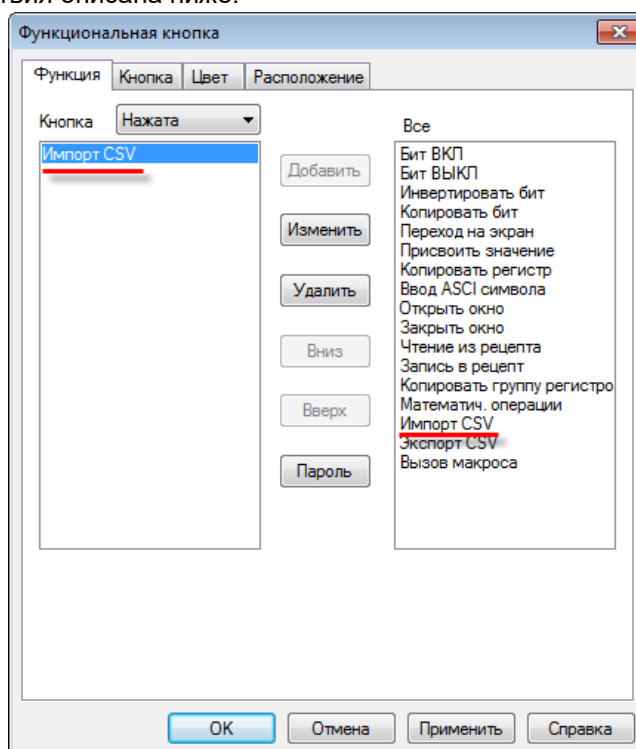 твия описана ниже.
Функциональная кнопка
Функция Кнопка Цвет Расположение
Кнопка Нажата
Все
Импорт CSV
Добавить
Изменить
Удалить
Вниз
Вверх
Пароль
Бит ВКЛ
Бит ВЫКЛ
Инвертировать бит
Копировать бит
Переход на экран
Присвоить значение
Копировать регистр
Ввод ASCI символа
Открыть окно
Закрыть окно
Чтение из рецепта
Запись в рецепт
Копировать группу регистро
Математич. операции
Импорт CSV
Экспорт CSV
Вызов макроса
OK Отмена Применить Справка